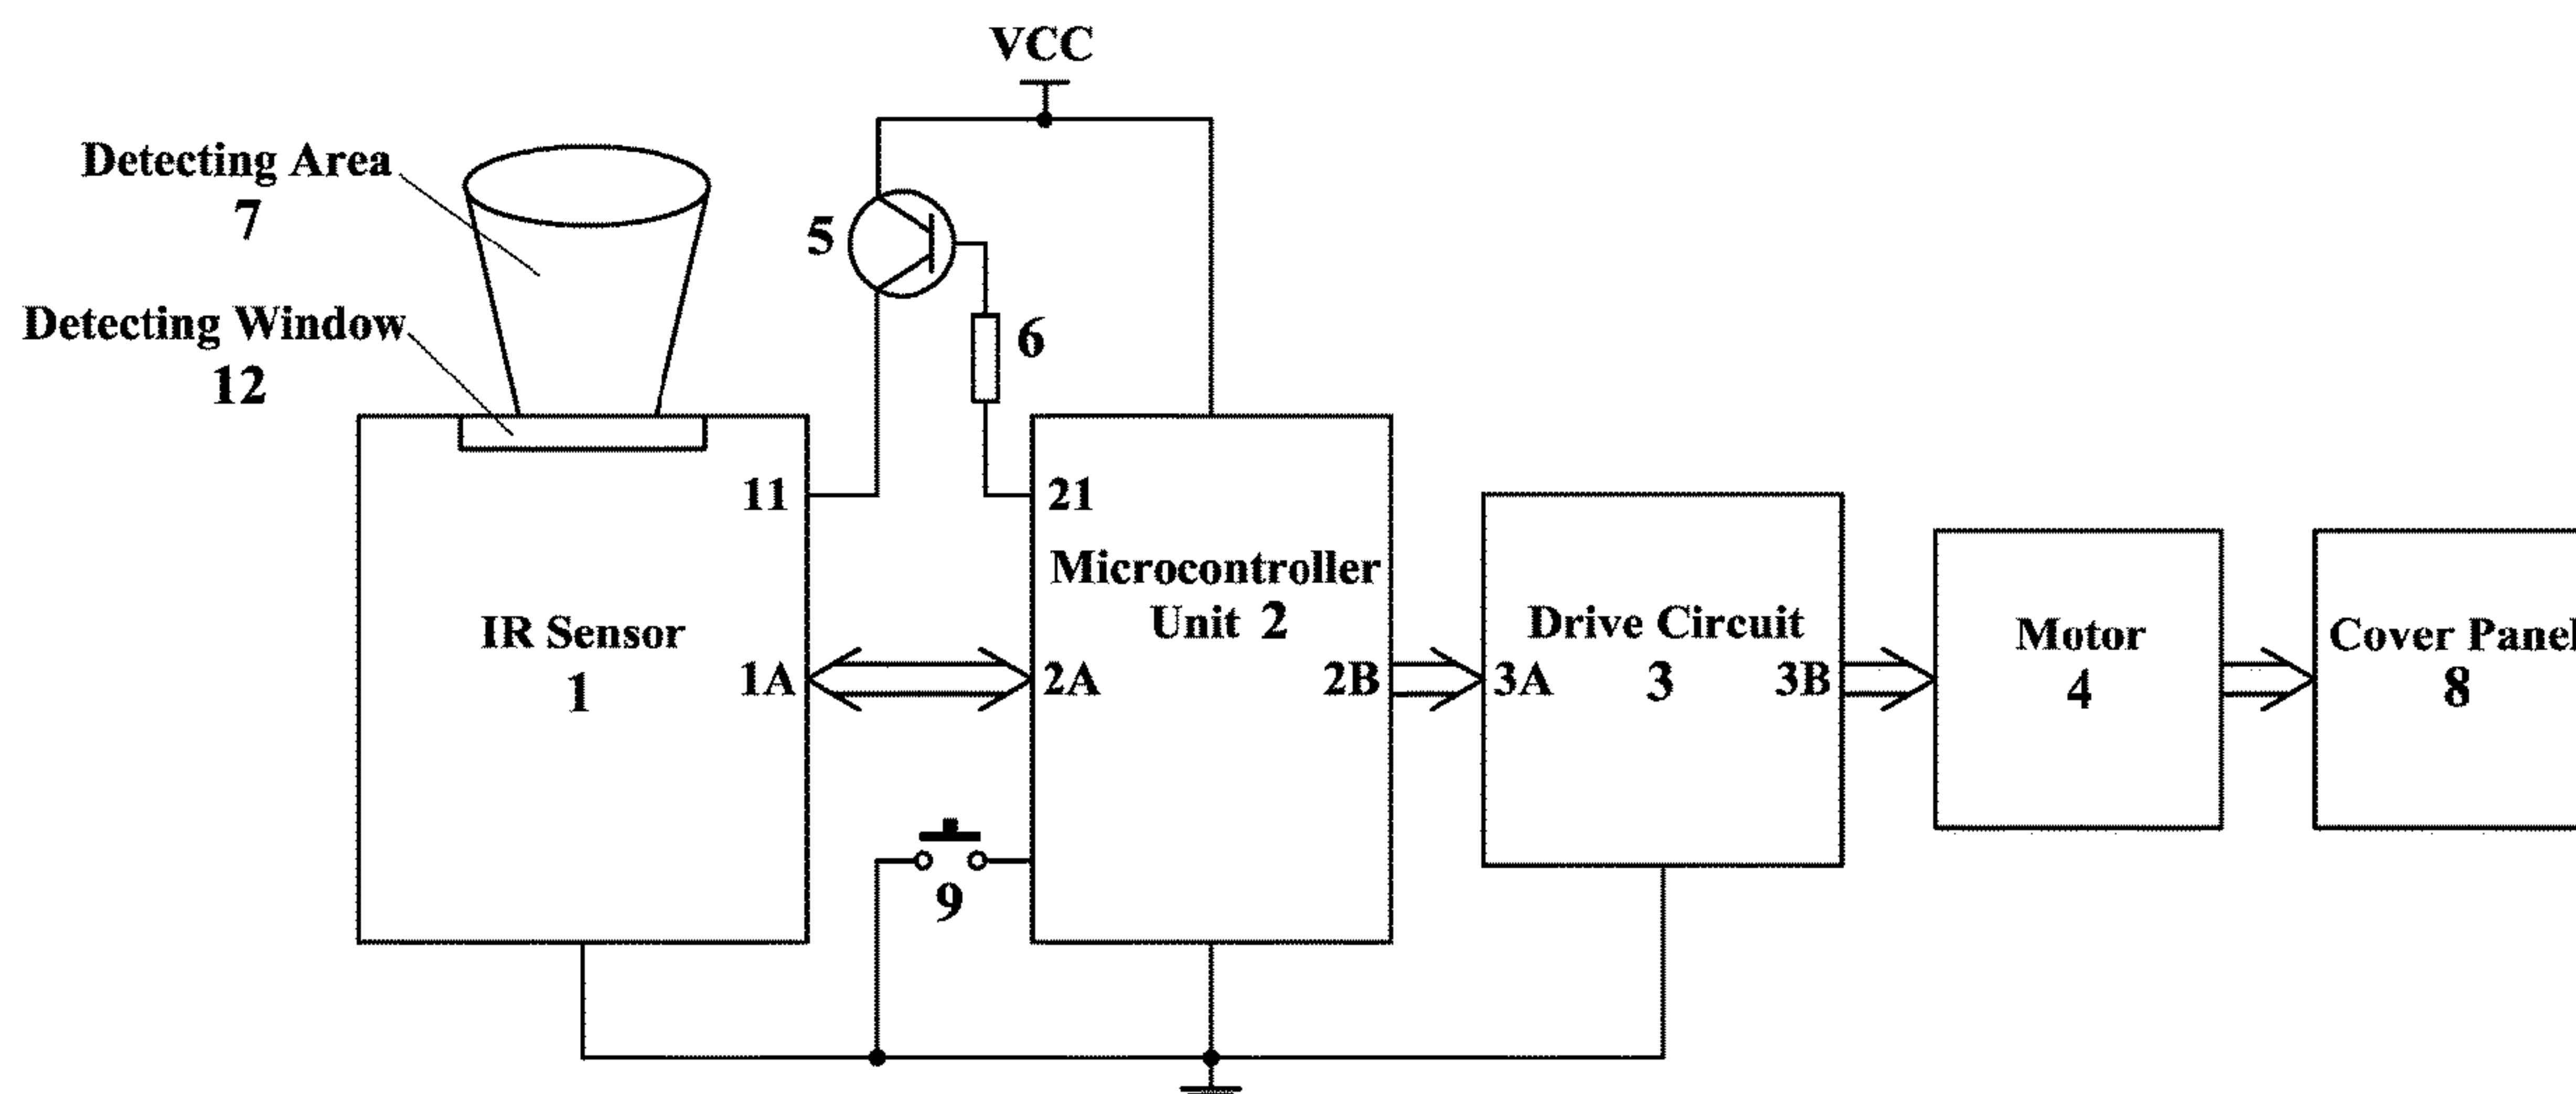 VCC
Detecting Area
7
5
Detecting Window
12
6
11
21
Microcontroller
Unit 2
IR Sensor
1
1A
2A
2B
Drive Circuit
3
3A
3B
Motor
4
Cover Panel
8
9